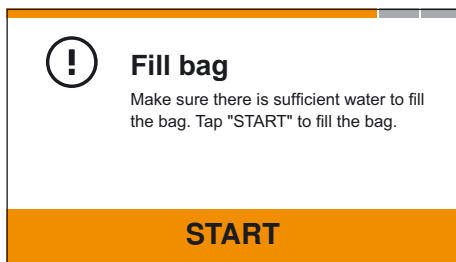 Fill bag
Make sure there is sufficient water to fill
the bag. Tap "START" to fill the bag.
START